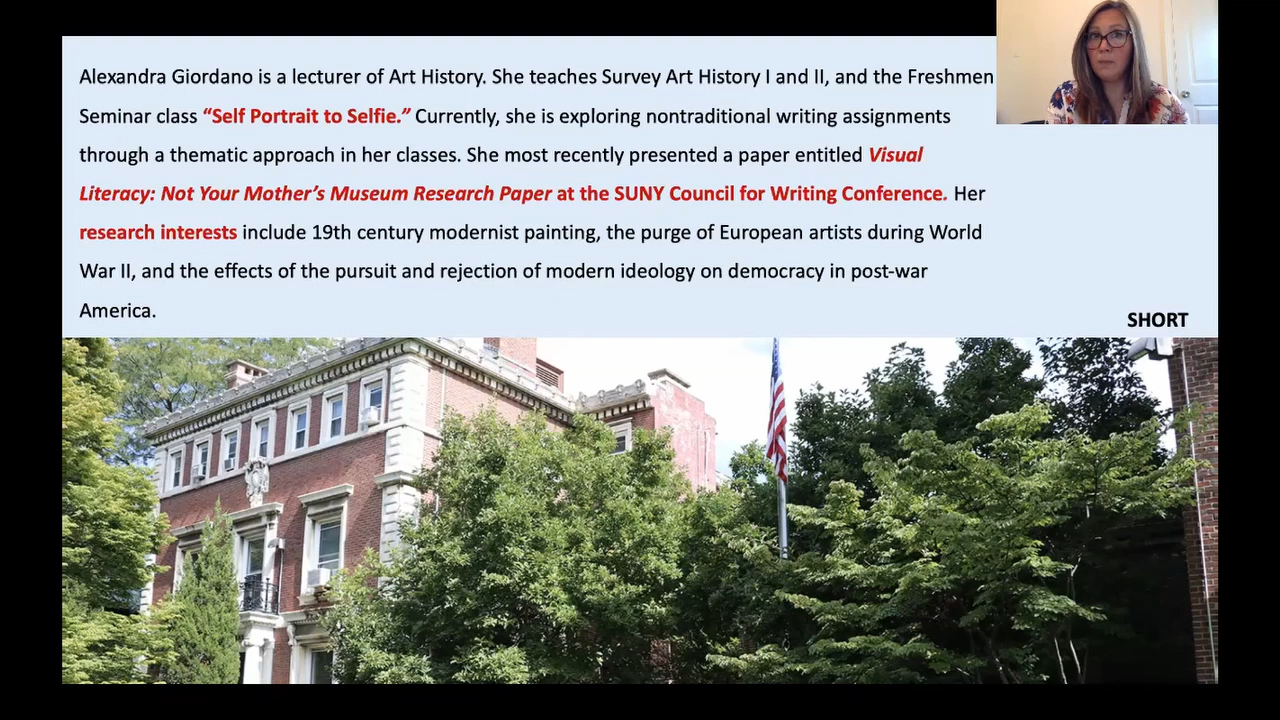 Alexandra Giordano is a lecturer of Art History. She teaches Survey Art History I and II, and the Freshmen
Seminar class “Self Portrait to Selfie.” Currently, she is exploring nontraditional writing assignments
through a thematic approach in her classes. She most recently presented a paper entitled Visual
Literacy: Not Your Mother’s Museum Research Paper at the SUNY Council for Writing Conference. Her
research interests include 19th century modernist painting, the purge of European artists during World
War II, and the effects of the pursuit and rejection of modern ideology on democracy in post-war
America.
SHORT